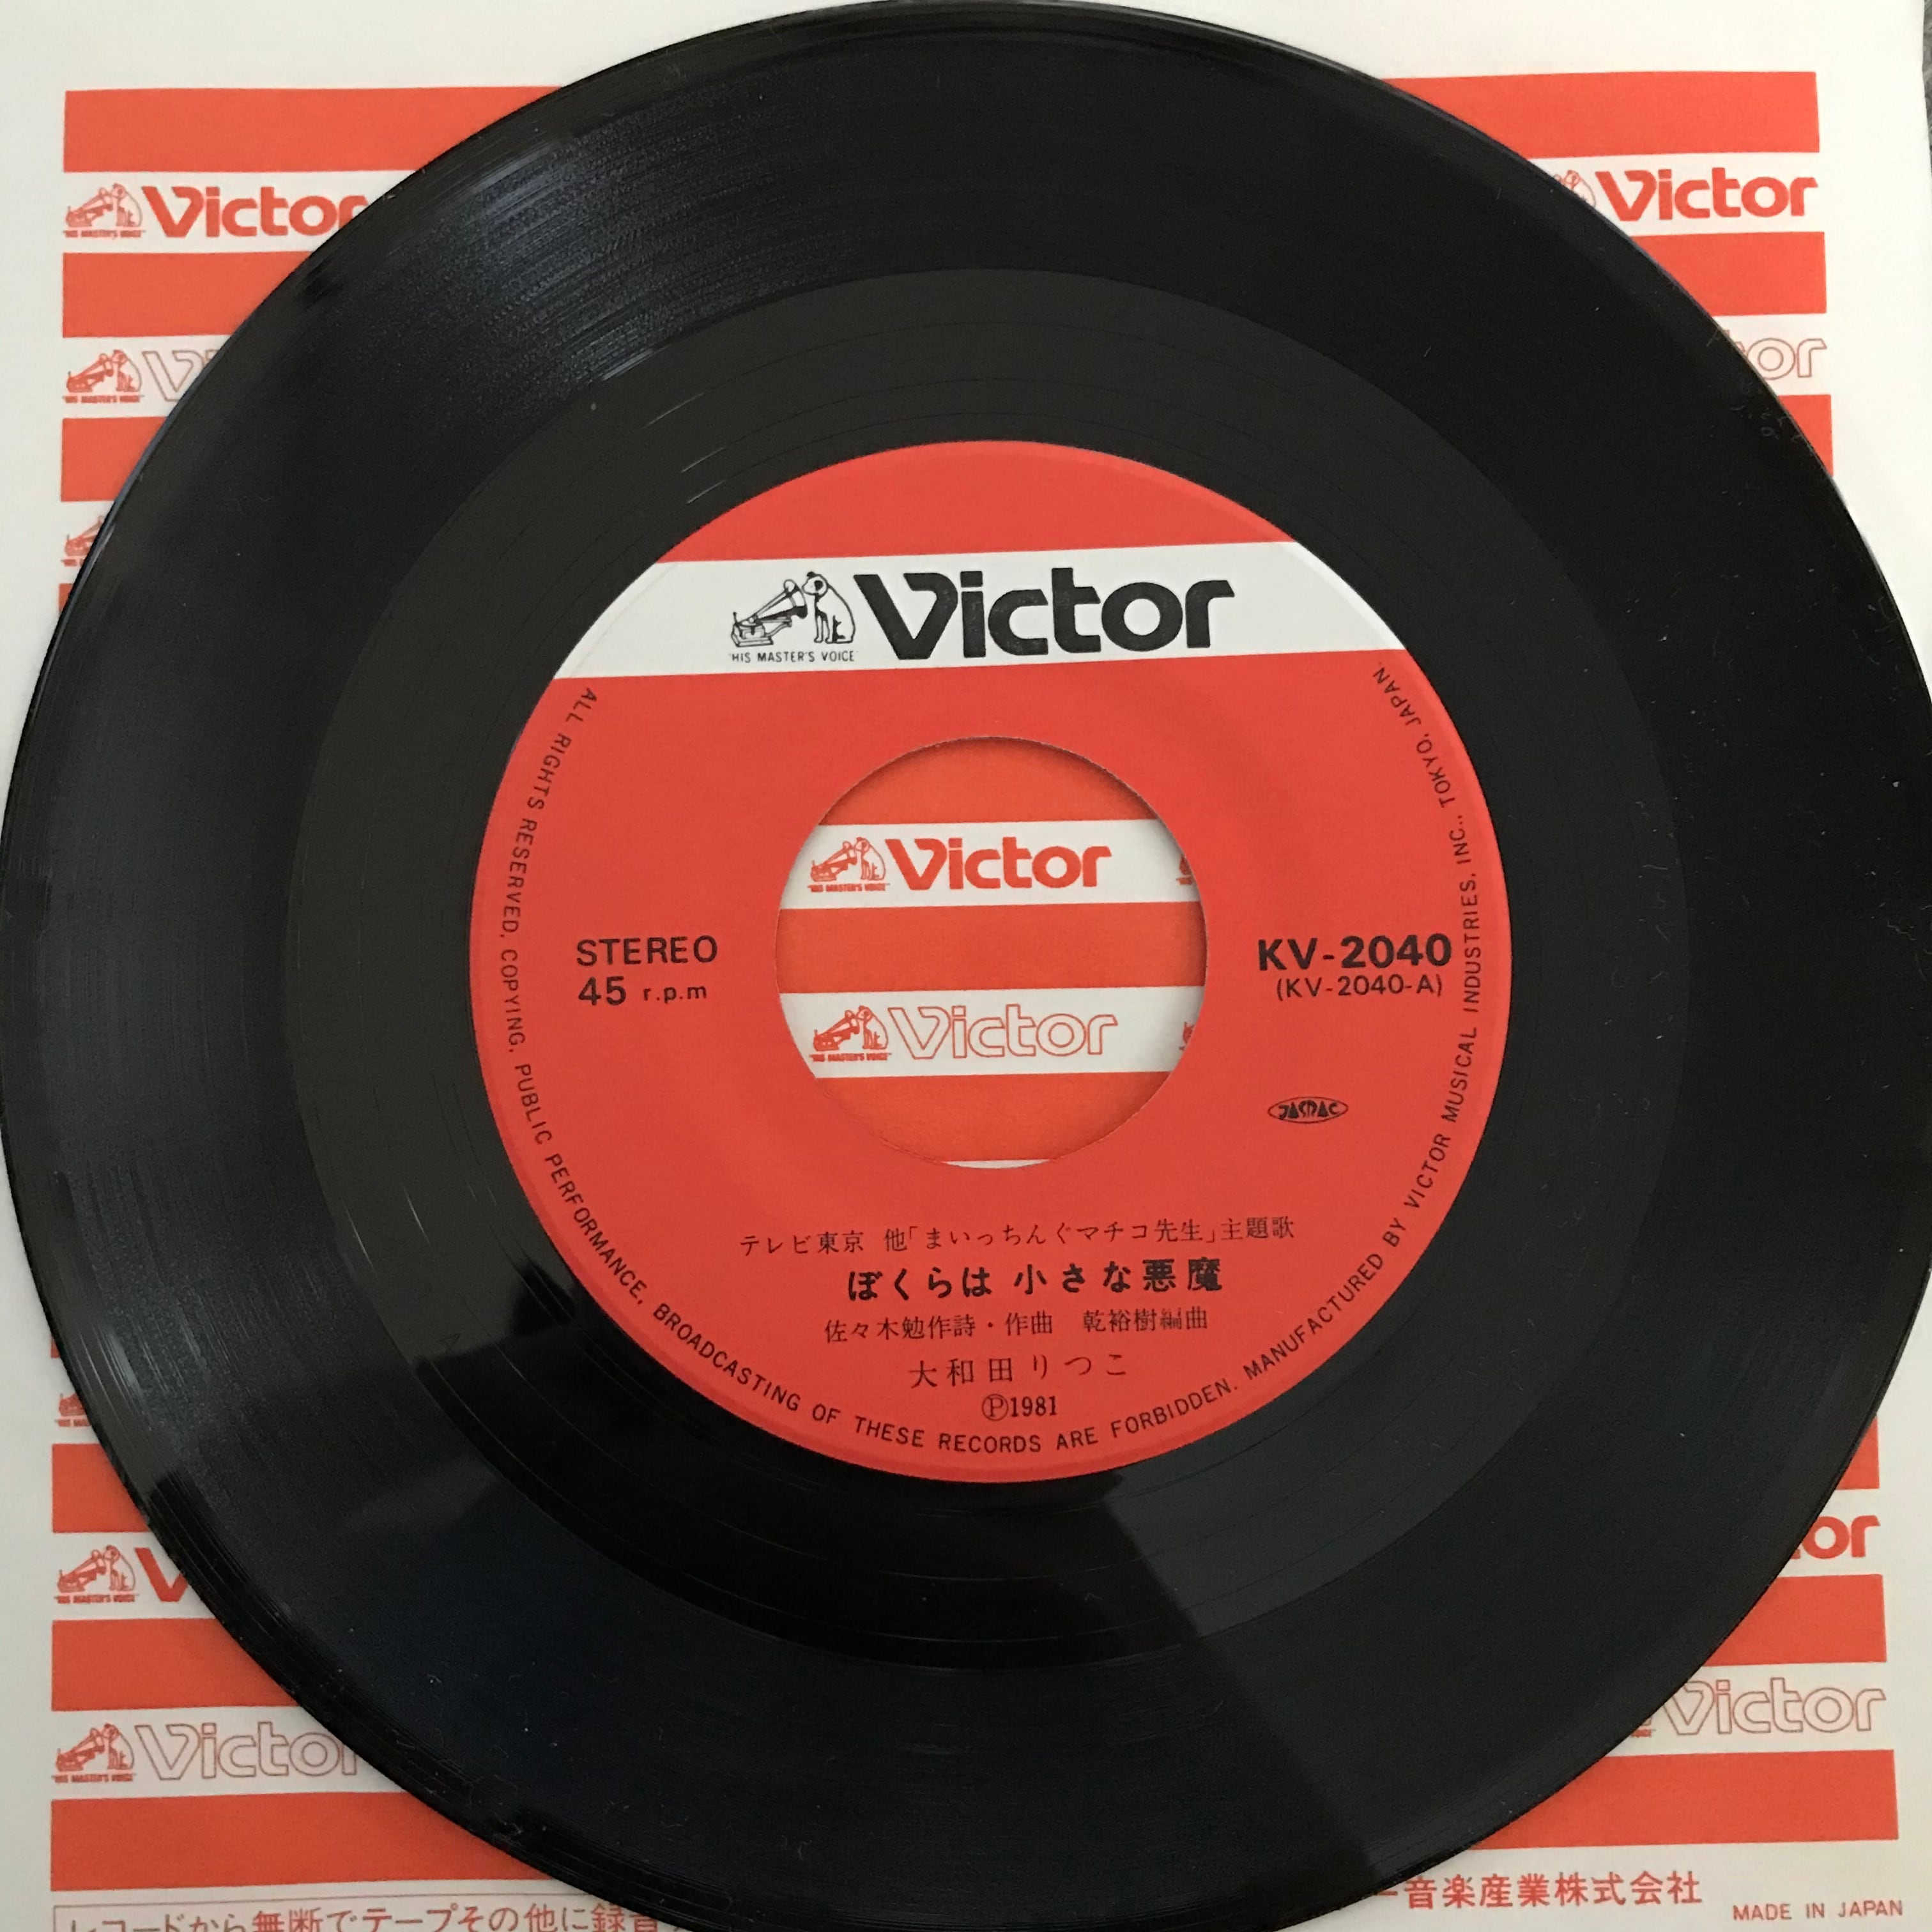 Victor
Victor
'HIS MASTER'S VOICE'
Victor
'HIS MASTER'S VOICE'
Victor
Victor
STEREO
45 r.p.m
KV-2040
(KV-2040-A)
JASRAC
テレビ東京 他「まいっちんぐマチコ先生」主題歌
ぼくらは 小さな悪魔
佐々木勉作詩・作曲 乾裕樹編曲
大和田りつこ
Ⓟ1981
ALL RIGHTS RESERVED. COPYING, PUBLIC PERFORMANCE, BROADCASTING OF THESE RECORDS ARE FORBIDDEN. MANUFACTURED BY VICTOR MUSICAL INDUSTRIES, INC., TOKYO, JAPAN
Victor
Victor
ー音楽産業株式会社
MADE IN JAPAN
レコードから無断でテープその他に録音